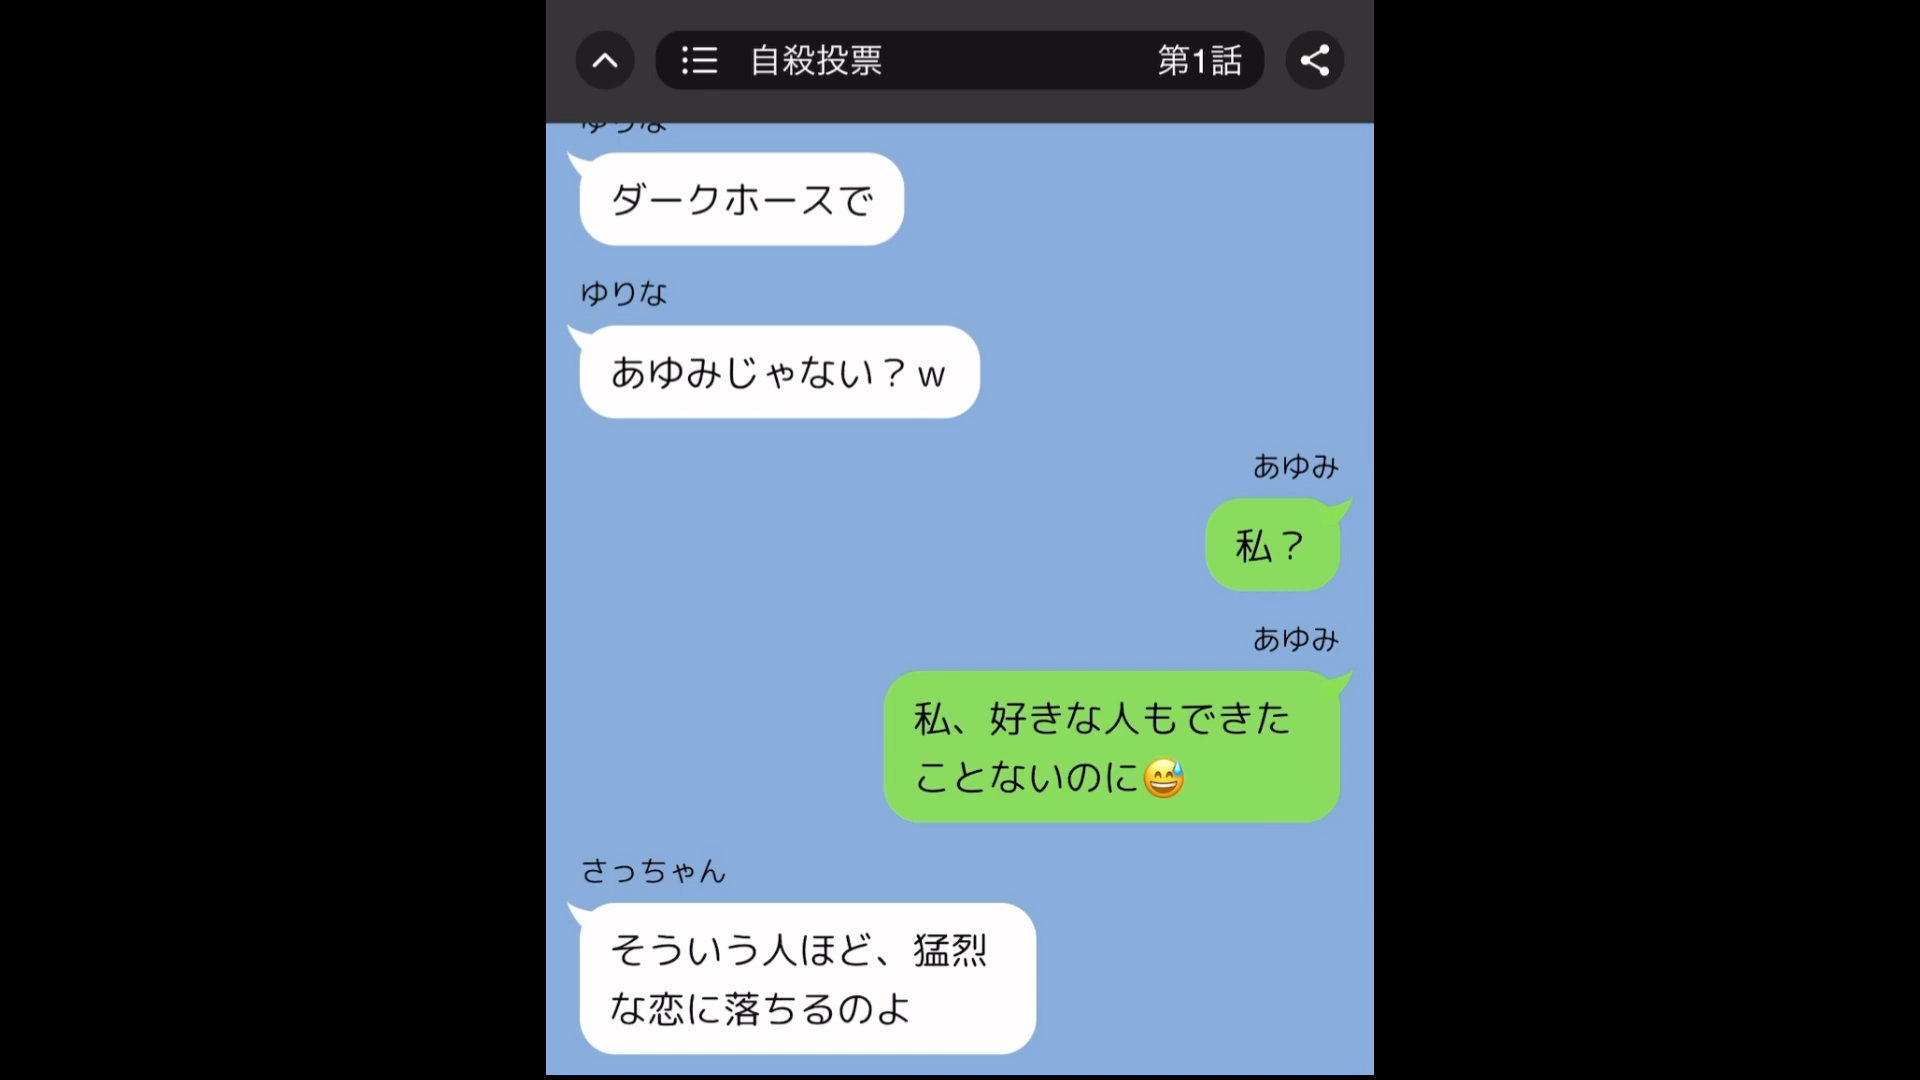 自殺投票 第1話
ゆりな
ダークホースで
ゆりな
あゆみじゃない？w
あゆみ
私？
あゆみ
私、好きな人もできた
ことないのに😅
さっちゃん
そういう人ほど、猛烈
な恋に落ちるのよ